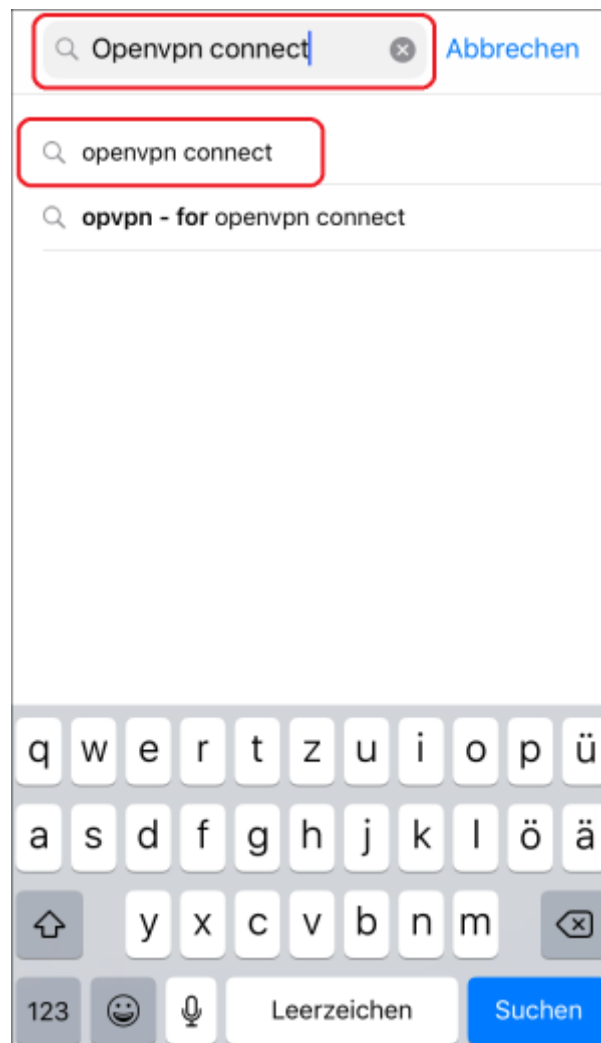 Openvpn connect Abbrechen
openvpn connect
opvpn - for openvpn connect
q w e r t z u i o p ü
a s d f g h j k l ö ä
y x c v b n m
123 Leerzeichen Suchen